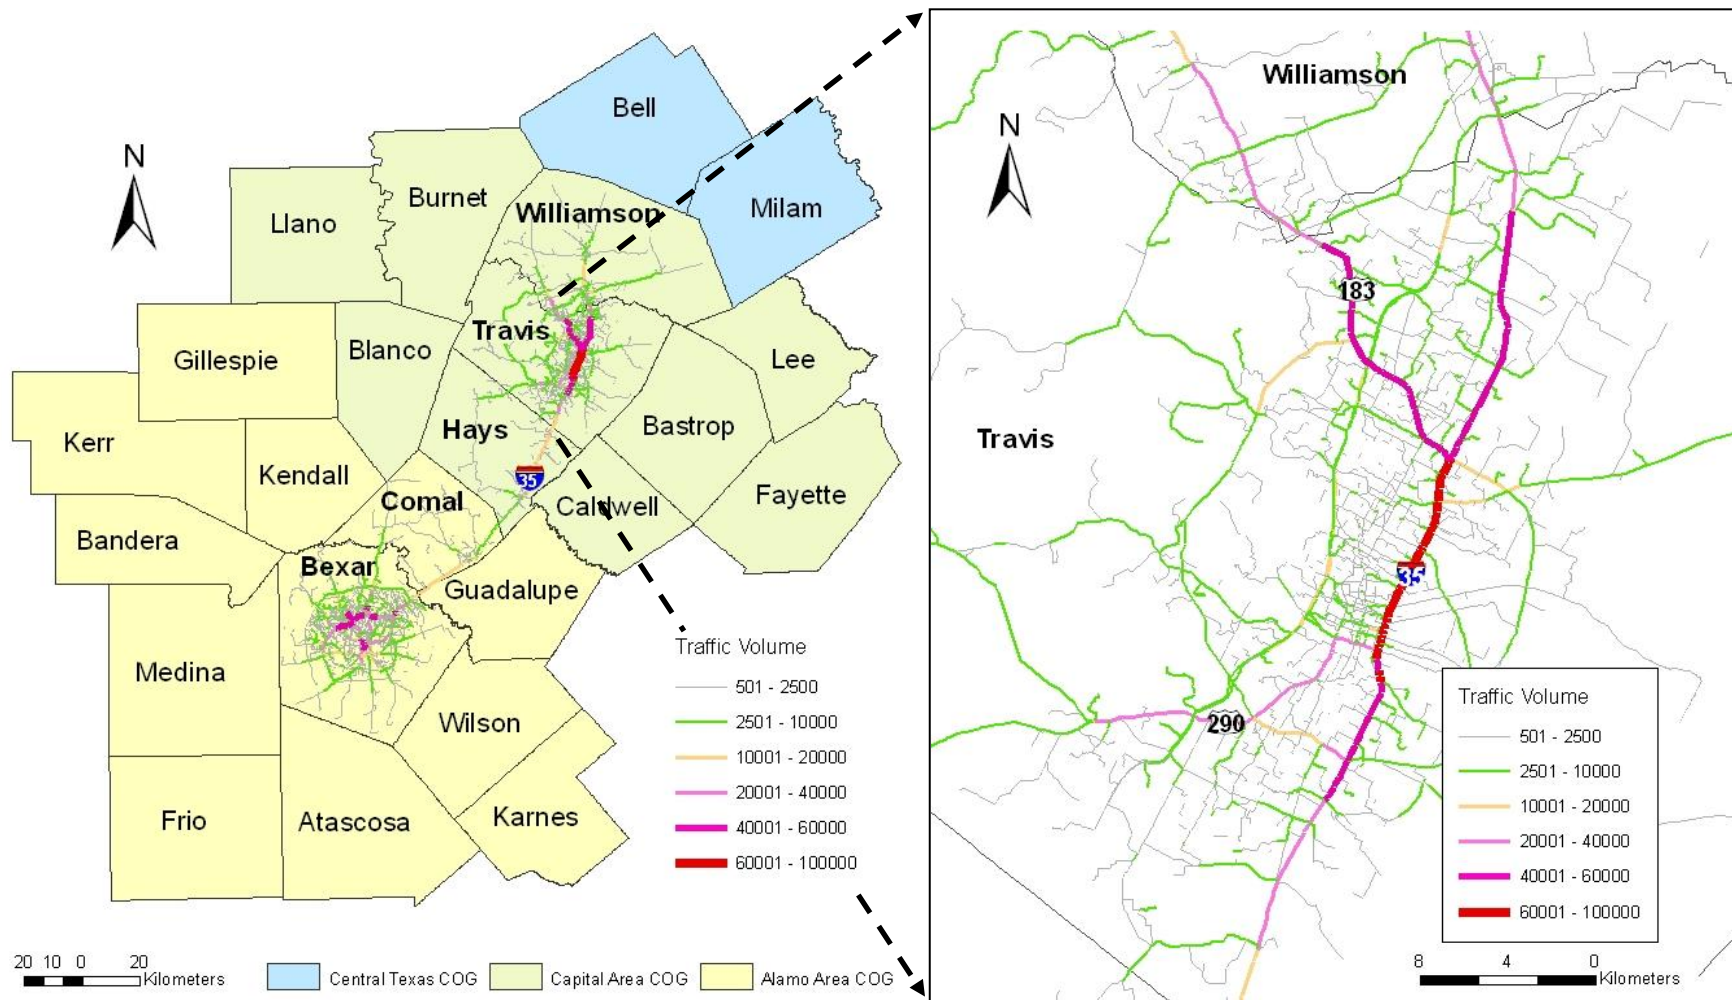 N
Bell
Burnet
Milam
Williamson
Llano
Travis
Gillespie
Blanco
Lee
Hays
Bastrop
Kerr
Kendall
35
Comal
Caldwell
Fayette
Bandera
Bexar
Guadalupe
Medina
Wilson
Frio
Atascosa
Karnes
Traffic Volume
501 - 2500
2501 - 10000
10001 - 20000
20001 - 40000
40001 - 60000
60001 - 100000
20 10 0 20
Kilometers
Central Texas COG
Capital Area COG
Alamo Area COG
Williamson
N
183
Travis
35
290
Traffic Volume
501 - 2500
2501 - 10000
10001 - 20000
20001 - 40000
40001 - 60000
60001 - 100000
8 4 0
Kilometers